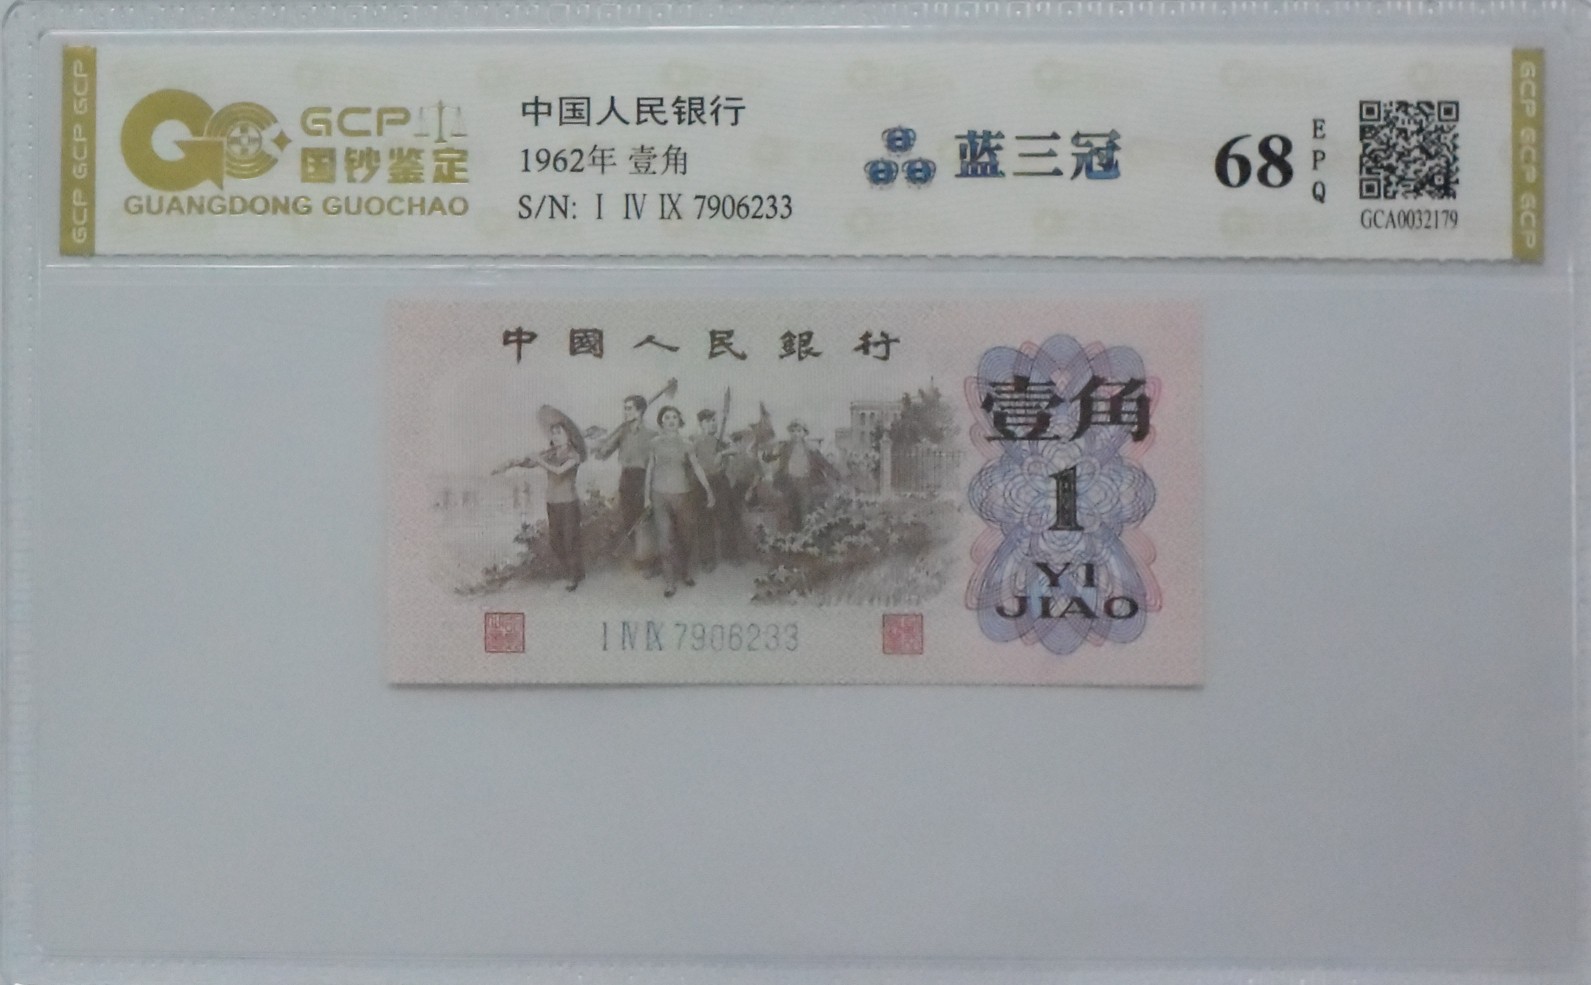 GCP GCP GCP
GCP
国钞鉴定
GUANGDONG GUOCHAO
中国人民银行
1962年 壹角
S/N: I IV IX 7906233
蓝三冠
68
EPQ
GCA0032179
GCP GCP GCP
中國人民銀行
壹角
1
YI
JIAO
I IV IX 7906233